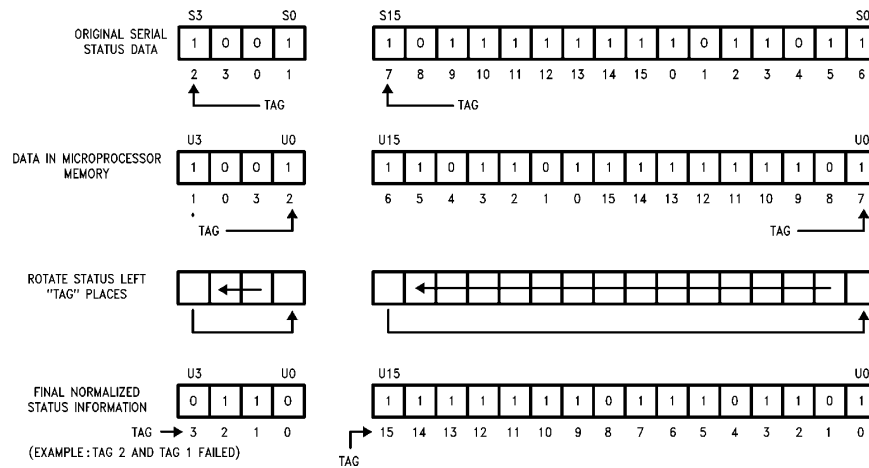 S3 S0 S15 S0
ORIGINAL SERIAL
STATUS DATA
1 0 0 1 1 0 1 1 1 1 1 1 1 1 0 1 1 0 1 1
2 3 0 1 7 8 9 10 11 12 13 14 15 0 1 2 3 4 5 6
TAG TAG
U3 U0 U15 U0
DATA IN MICROPROCESSOR
MEMORY
1 0 0 1 1 1 0 1 1 0 1 1 1 1 1 1 1 1 0 1
1 0 3 2 6 5 4 3 2 1 0 15 14 13 12 11 10 9 8 7
TAG TAG
ROTATE STATUS LEFT
"TAG" PLACES
U3 U0 U15 U0
FINAL NORMALIZED
STATUS INFORMATION
0 1 1 0 1 1 1 1 1 1 1 0 1 1 1 0 1 1 0 1
TAG 3 2 1 0 15 14 13 12 11 10 9 8 7 6 5 4 3 2 1 0
(EXAMPLE: TAG 2 AND TAG 1 FAILED)
TAG